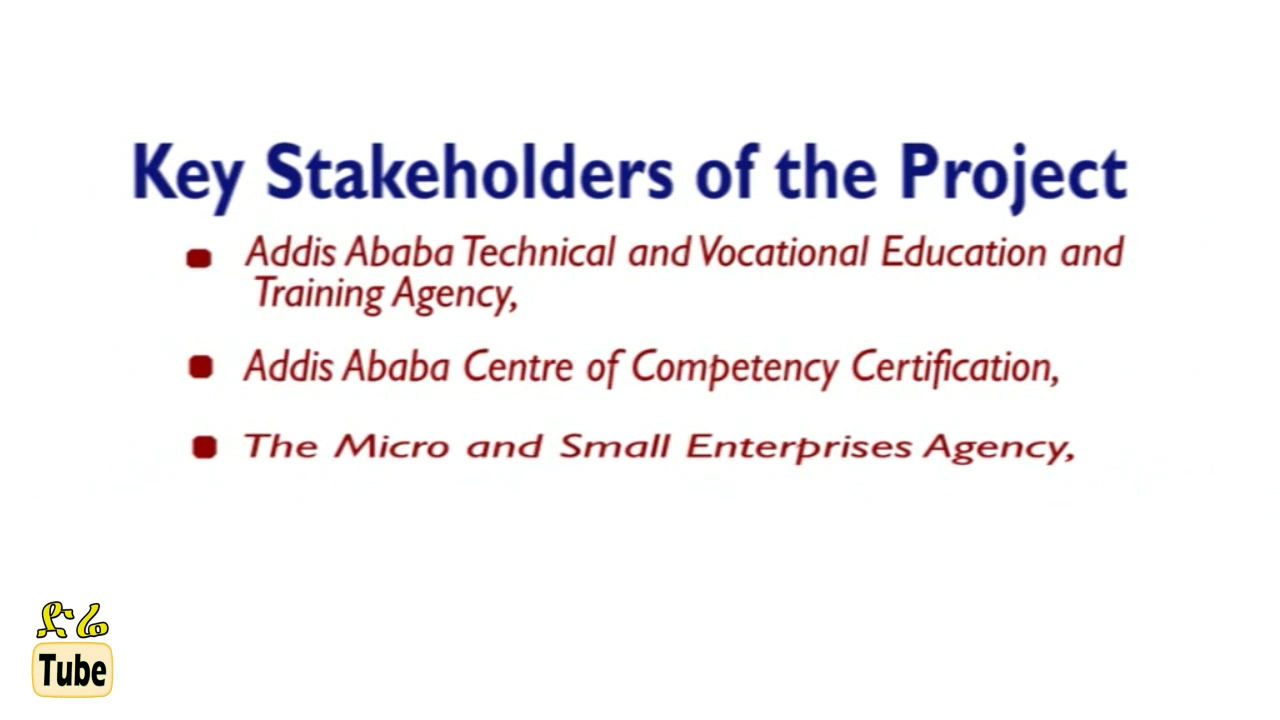 Key Stakeholders of the Project
Addis Ababa Technical and Vocational Education and
Training Agency,
Addis Ababa Centre of Competency Certification,
The Micro and Small Enterprises Agency,
ድሬ
Tube